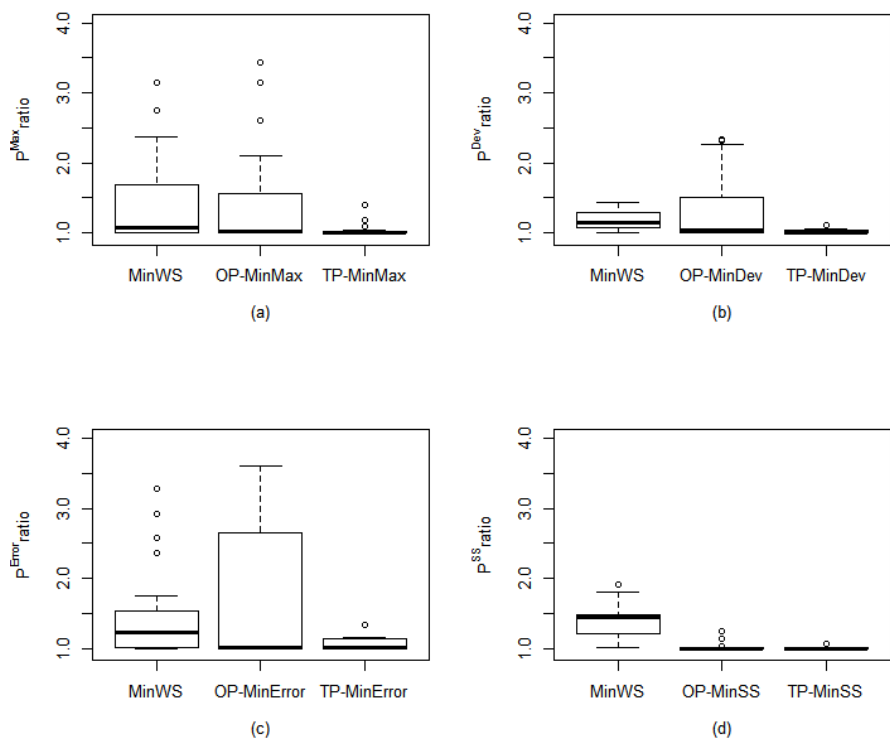 4.0
3.0
2.0
1.0
P^Max ratio
MinWS OP-MinMax TP-MinMax
(a)
4.0
3.0
2.0
1.0
P^Dev ratio
MinWS OP-MinDev TP-MinDev
(b)
4.0
3.0
2.0
1.0
P^Error ratio
MinWS OP-MinError TP-MinError
(c)
4.0
3.0
2.0
1.0
P^SS ratio
MinWS OP-MinSS TP-MinSS
(d)